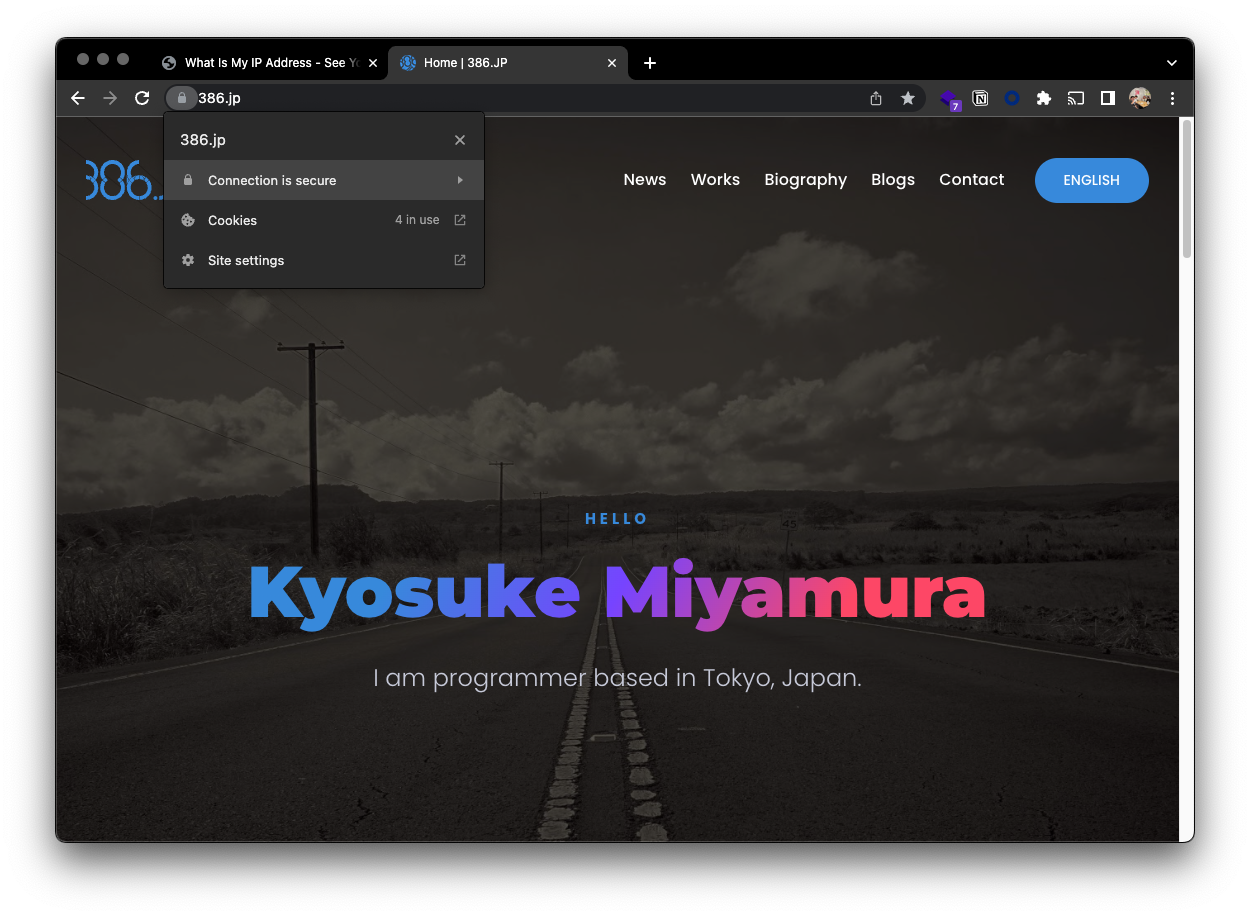 What Is My IP Address - See Yo
Home | 386.JP
386.jp
7
386.jp
Connection is secure
Cookies
4 in use
Site settings
386.
News
Works
Biography
Blogs
Contact
ENGLISH
45
HELLO
Kyosuke Miyamura
I am programmer based in Tokyo, Japan.